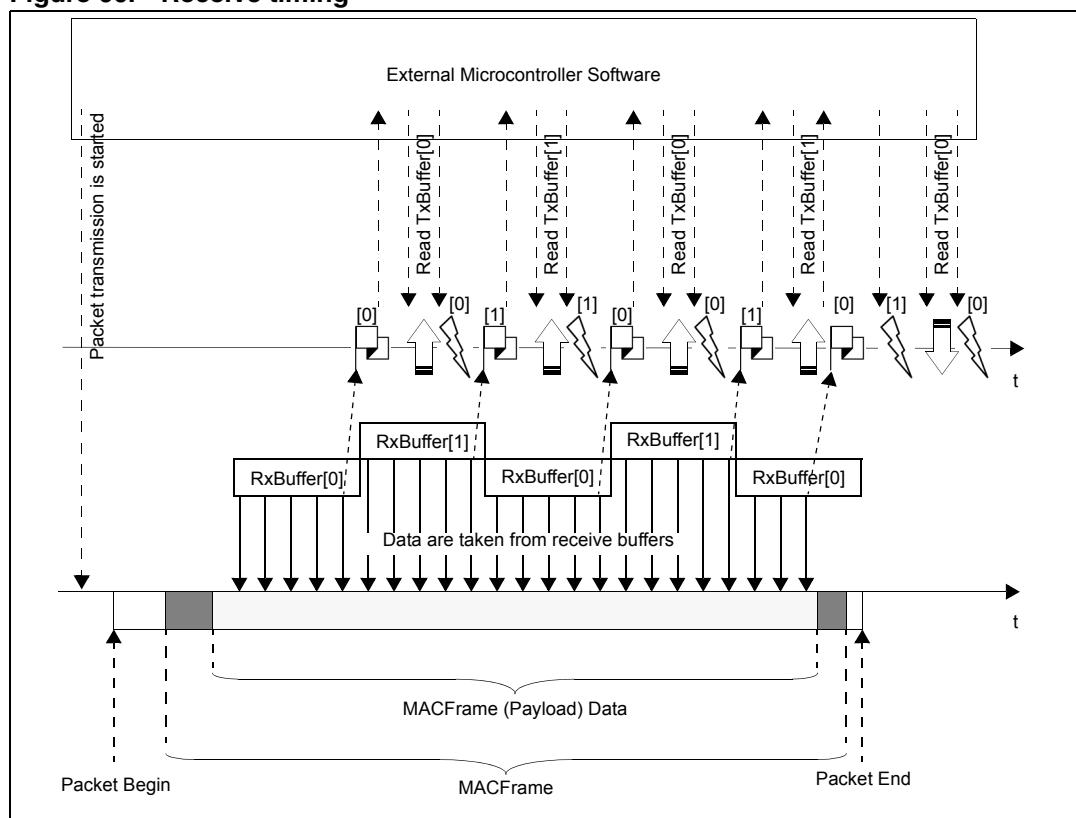 Figure Receive timing
External Microcontroller Software
Packet transmission is started
Read TxBuffer[0]
Read TxBuffer[1]
Read TxBuffer[0]
Read TxBuffer[1]
Read TxBuffer[0]
[0] [0] [1] [1] [0] [0] [1] [0] [1] [0]
t
RxBuffer[1] RxBuffer[1]
RxBuffer[0] RxBuffer[0] RxBuffer[0]
Data are taken from receive buffers
t
MACFrame (Payload) Data
Packet Begin MACFrame Packet End